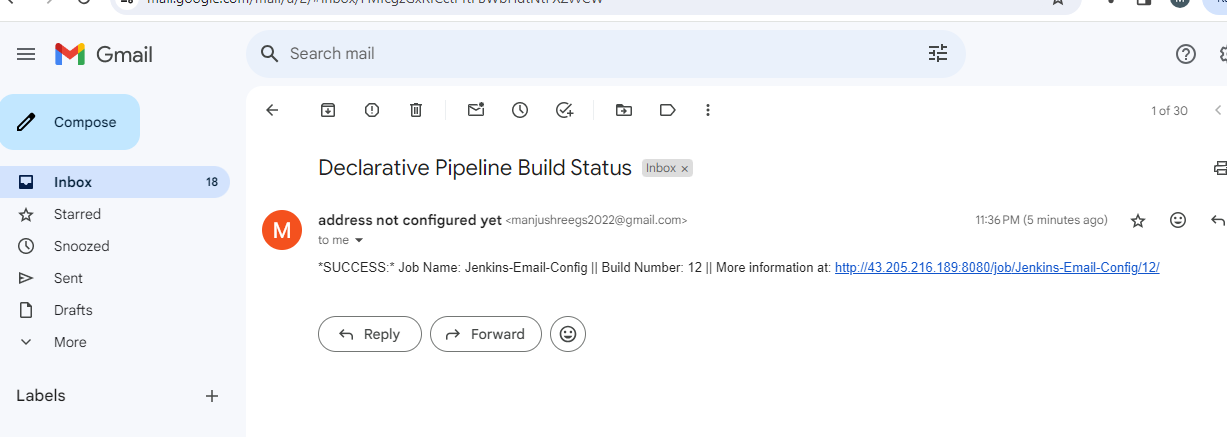 Gmail
Search mail
Compose
1 of 30
Declarative Pipeline Build Status Inbox ×
Inbox 18
Starred
Snoozed
Sent
Drafts
More
Labels
M address not configured yet <manjushreegs2022@gmail.com> 11:36 PM (5 minutes ago)
to me
*SUCCESS:* Job Name: Jenkins-Email-Config || Build Number: 12 || More information at: http://43.205.216.189:8080/job/Jenkins-Email-Config/12/
Reply Forward